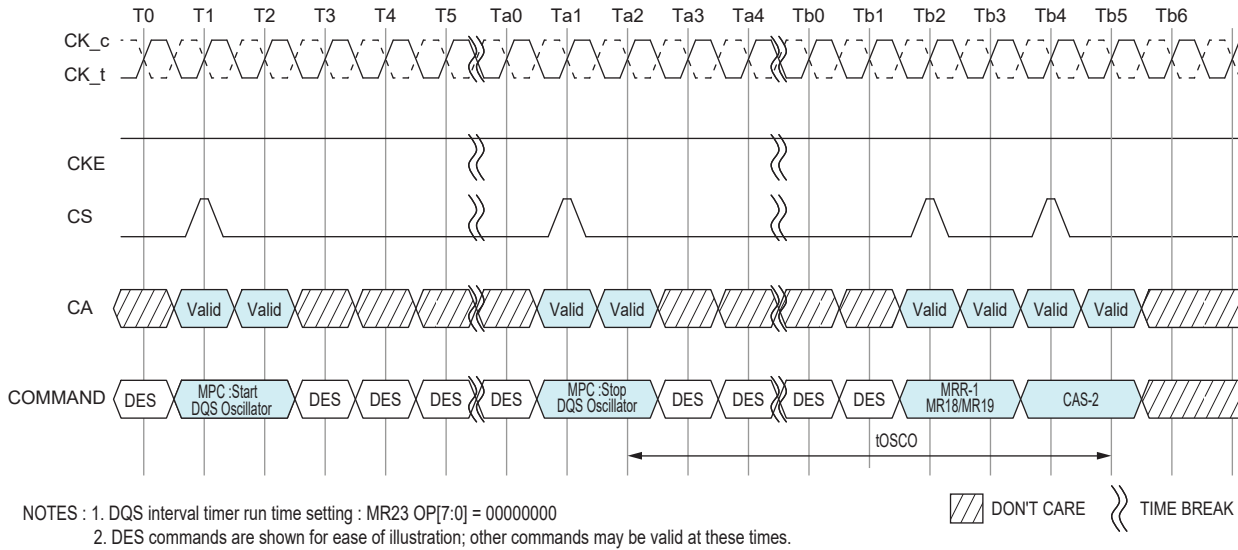 T0 T1 T2 T3 T4 T5 Ta0 Ta1 Ta2 Ta3 Ta4 Tb0 Tb1 Tb2 Tb3 Tb4 Tb5 Tb6
CK_c
CK_t
CKE
CS
CA Valid Valid Valid Valid Valid Valid Valid Valid
COMMAND DES MPC :Start DQS Oscillator DES DES DES DES MPC :Stop DQS Oscillator DES DES DES DES MRR-1 MR18/MR19 CAS-2
tOSCO
NOTES : 1. DQS interval timer run time setting : MR23 OP[7:0] = 00000000
2. DES commands are shown for ease of illustration; other commands may be valid at these times.
DON'T CARE TIME BREAK